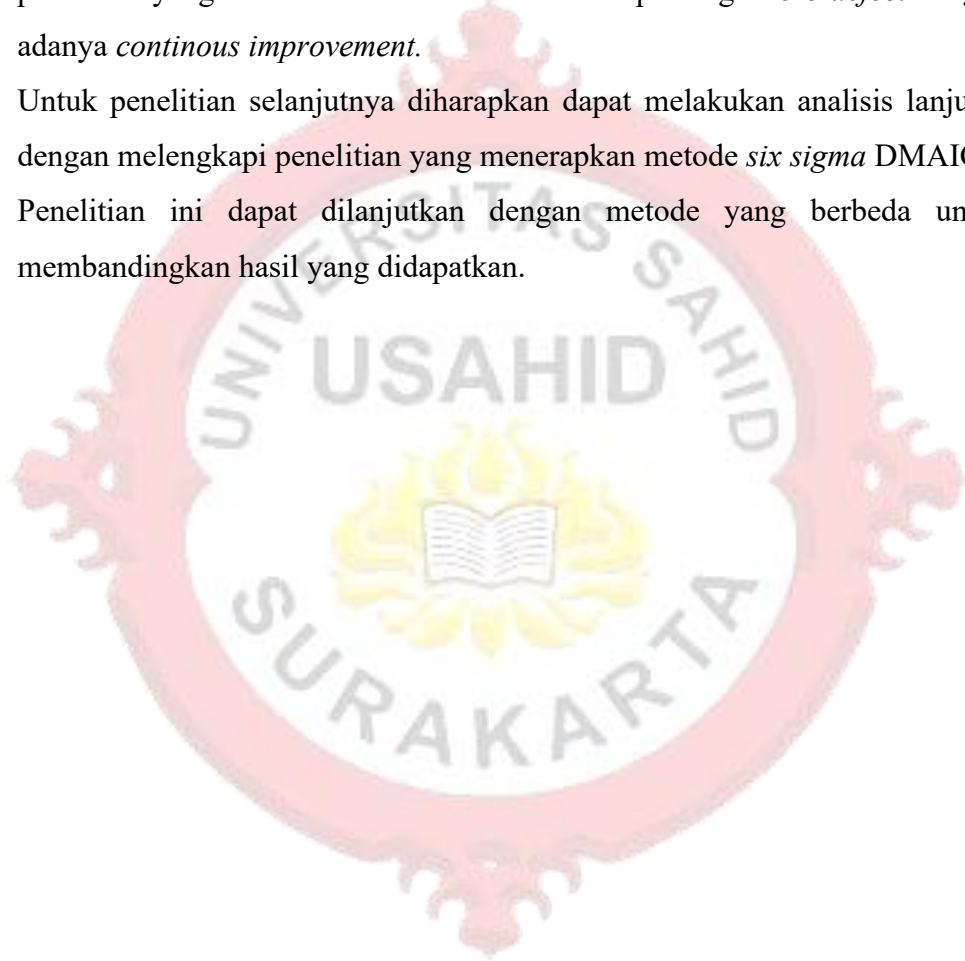 adanya continous improvement.
Untuk penelitian selanjutnya diharapkan dapat melakukan analisis lanju
dengan melengkapi penelitian yang menerapkan metode six sigma DMAIC
Penelitian ini dapat dilanjutkan dengan metode yang berbeda un
membandingkan hasil yang didapatkan.
UNIVERSITAS SAHID
USAHID
SURAKARTA